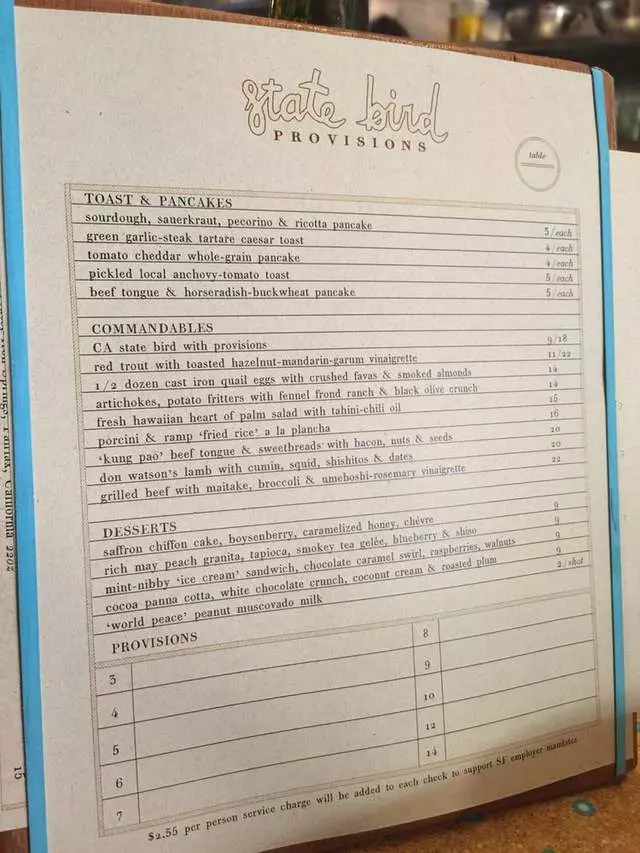 state bird
PROVISIONS
table
TOAST & PANCAKES
sourdough, sauerkraut, pecorino & ricotta pancake 5/each
green garlic-steak tartare caesar toast 4/each
tomato cheddar whole-grain pancake 4/each
pickled local anchovy-tomato toast 5/each
beef tongue & horseradish-buckwheat pancake 5/each
COMMANDABLES
CA state bird with provisions 9/18
red trout with toasted hazelnut-mandarin-garum vinaigrette 11/22
1/2 dozen cast iron quail eggs with crushed favas & smoked almonds 14
artichokes, potato fritters with fennel frond ranch & black olive crunch 14
fresh hawaiian heart of palm salad with tahini-chili oil 15
porcini & ramp 'fried rice' a la plancha 16
'kung pao' beef tongue & sweetbreads with bacon, nuts & seeds 20
don watson's lamb with cumin, squid, shishitos & dates 20
grilled beef with maitake, broccoli & umeboshi-rosemary vinaigrette 22
DESSERTS
saffron chiffon cake, boysenberry, caramelized honey, chèvre 9
rich may peach granita, tapioca, smokey tea gelée, blueberry & shiso 9
mint-nibby 'ice cream' sandwich, chocolate caramel swirl, raspberries, walnuts 9
cocoa panna cotta, white chocolate crunch, coconut cream & roasted plum 9
'world peace' peanut muscovado milk 2/shot
PROVISIONS
3 8
4 9
5 10
6 12
7 14
$2.55 per person service charge will be added to each check to support SF employer mandates
15